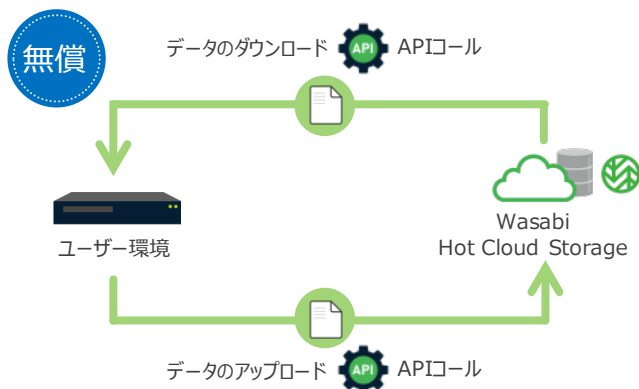 無償
データのダウンロード API APIコール
ユーザー環境
Wasabi
Hot Cloud Storage
データのアップロード API APIコール